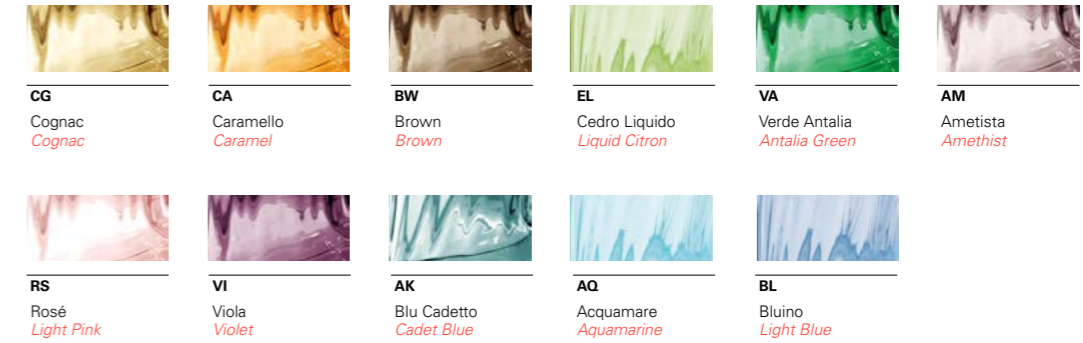 CG
Cognac
Cognac
CA
Caramello
Caramel
BW
Brown
Brown
EL
Cedro Liquido
Liquid Citron
VA
Verde Antalia
Antalia Green
AM
Ametista
Amethist
RS
Rosé
Light Pink
VI
Viola
Violet
AK
Blu Cadetto
Cadet Blue
AQ
Acquamare
Aquamarine
BL
Bluino
Light Blue